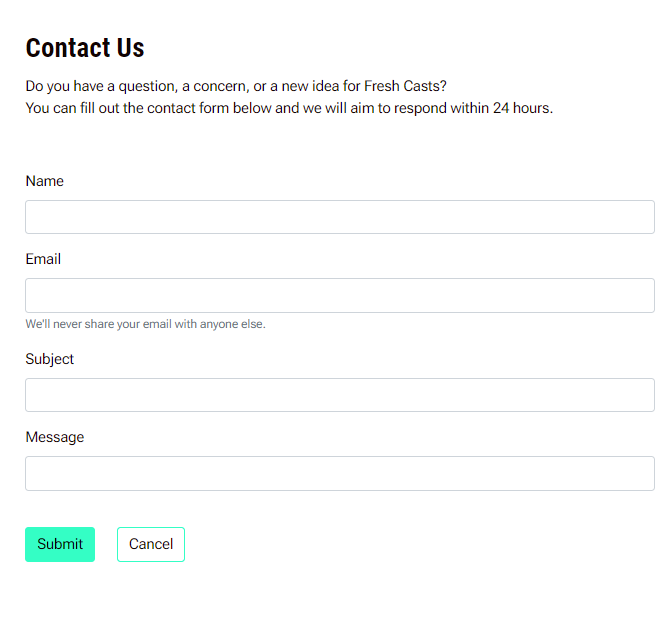 Contact Us
Do you have a question, a concern, or a new idea for Fresh Casts?
You can fill out the contact form below and we will aim to respond within 24 hours.
Name
Email
We'll never share your email with anyone else.
Subject
Message
Submit
Cancel